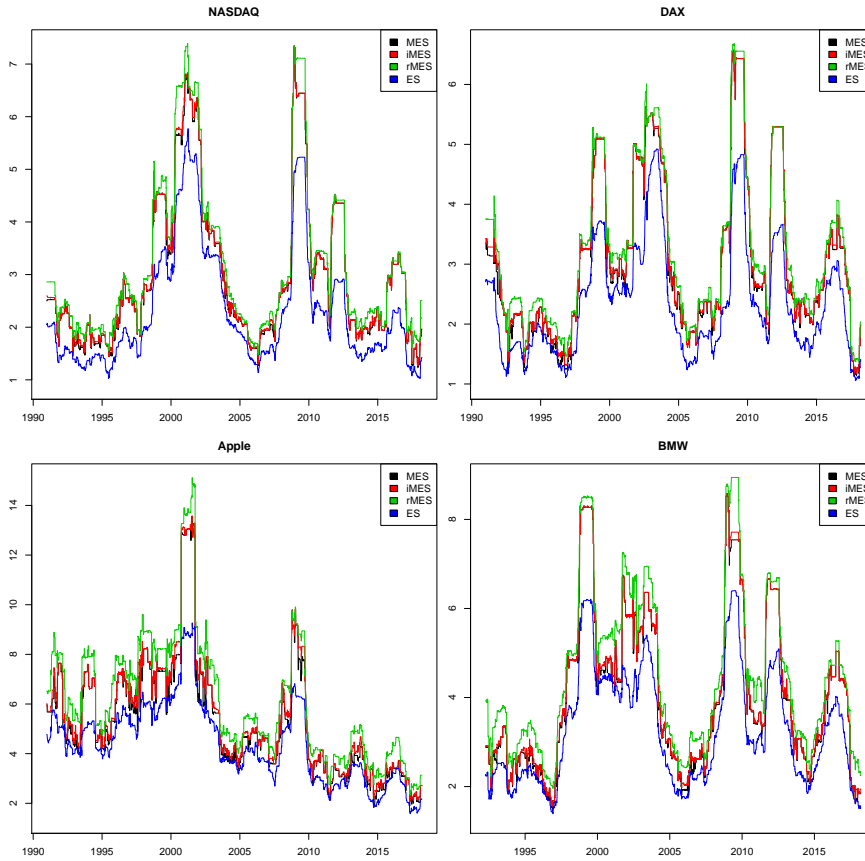 NASDAQ
MES
iMES
rMES
ES
7
6
5
4
3
2
1
1990 1995 2000 2005 2010 2015
DAX
MES
iMES
rMES
ES
6
5
4
3
2
1
1990 1995 2000 2005 2010 2015
Apple
MES
iMES
rMES
ES
14
12
10
8
6
4
2
1990 1995 2000 2005 2010 2015
BMW
MES
iMES
rMES
ES
8
6
4
2
1995 2000 2005 2010 2015